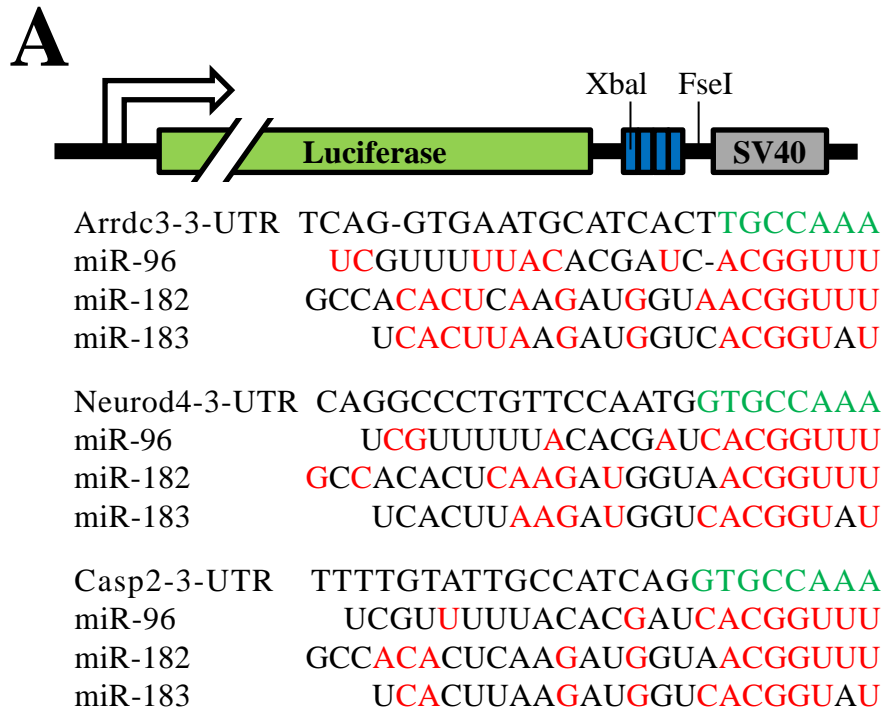 A
XbaI FseI
Luciferase SV40
Arrdc3-3-UTR TCAG-GTGAATGCATCACTTGCCAAA
miR-96 UCGUUUUUACACGAUC-ACGGUUU
miR-182 GCCACACUCAAGAUGGUAACGGUUU
miR-183 UCACUUAAGAUGGUCACGGUAU
Neurod4-3-UTR CAGGCCCTGTTCCAATGGTGCCAAA
miR-96 UCGUUUUUACACGAUCACGGUUU
miR-182 GCCACACUCAAGAUGGUAACGGUUU
miR-183 UCACUUAAGAUGGUCACGGUAU
Casp2-3-UTR TTTTGTATTGCCATCAGGTGCCAAA
miR-96 UCGUUUUUACACGAUCACGGUUU
miR-182 GCCACACUCAAGAUGGUAACGGUUU
miR-183 UCACUUAAGAUGGUCACGGUAU